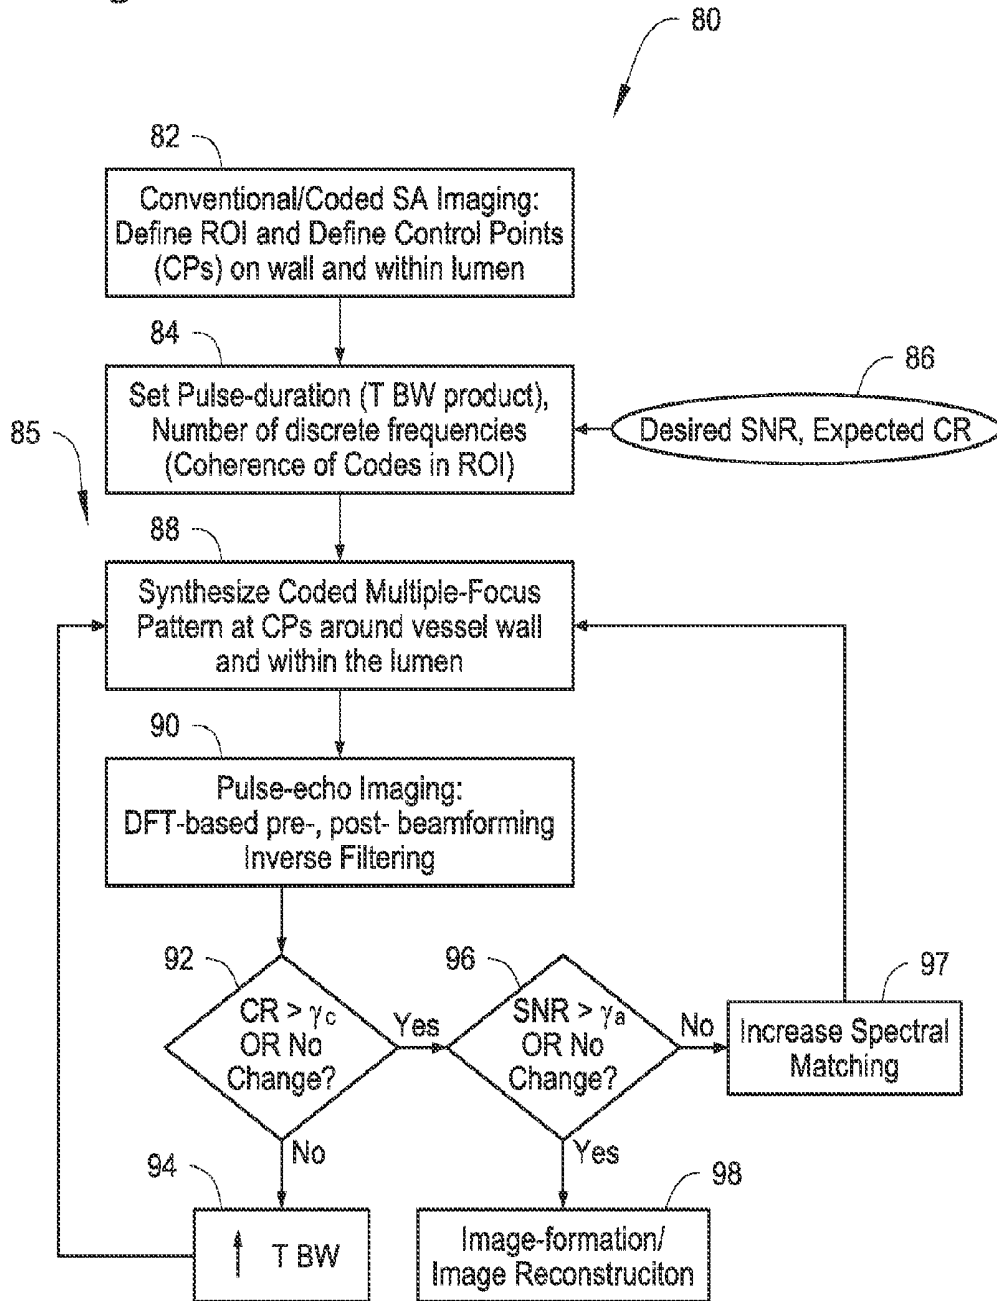 80
82
Conventional/Coded SA Imaging:
Define ROI and Define Control Points
(CPs) on wall and within lumen
84
Set Pulse-duration (T BW product),
Number of discrete frequencies
(Coherence of Codes in ROI)
86
Desired SNR, Expected CR
85
88
Synthesize Coded Multiple-Focus
Pattern at CPs around vessel wall
and within the lumen
90
Pulse-echo Imaging:
DFT-based pre-, post- beamforming
Inverse Filtering
92
CR > γc
OR No
Change?
Yes
No
96
SNR > γa
OR No
Change?
No
Yes
97
Increase Spectral
Matching
94
↑ T BW
98
Image-formation/
Image Reconstruciton